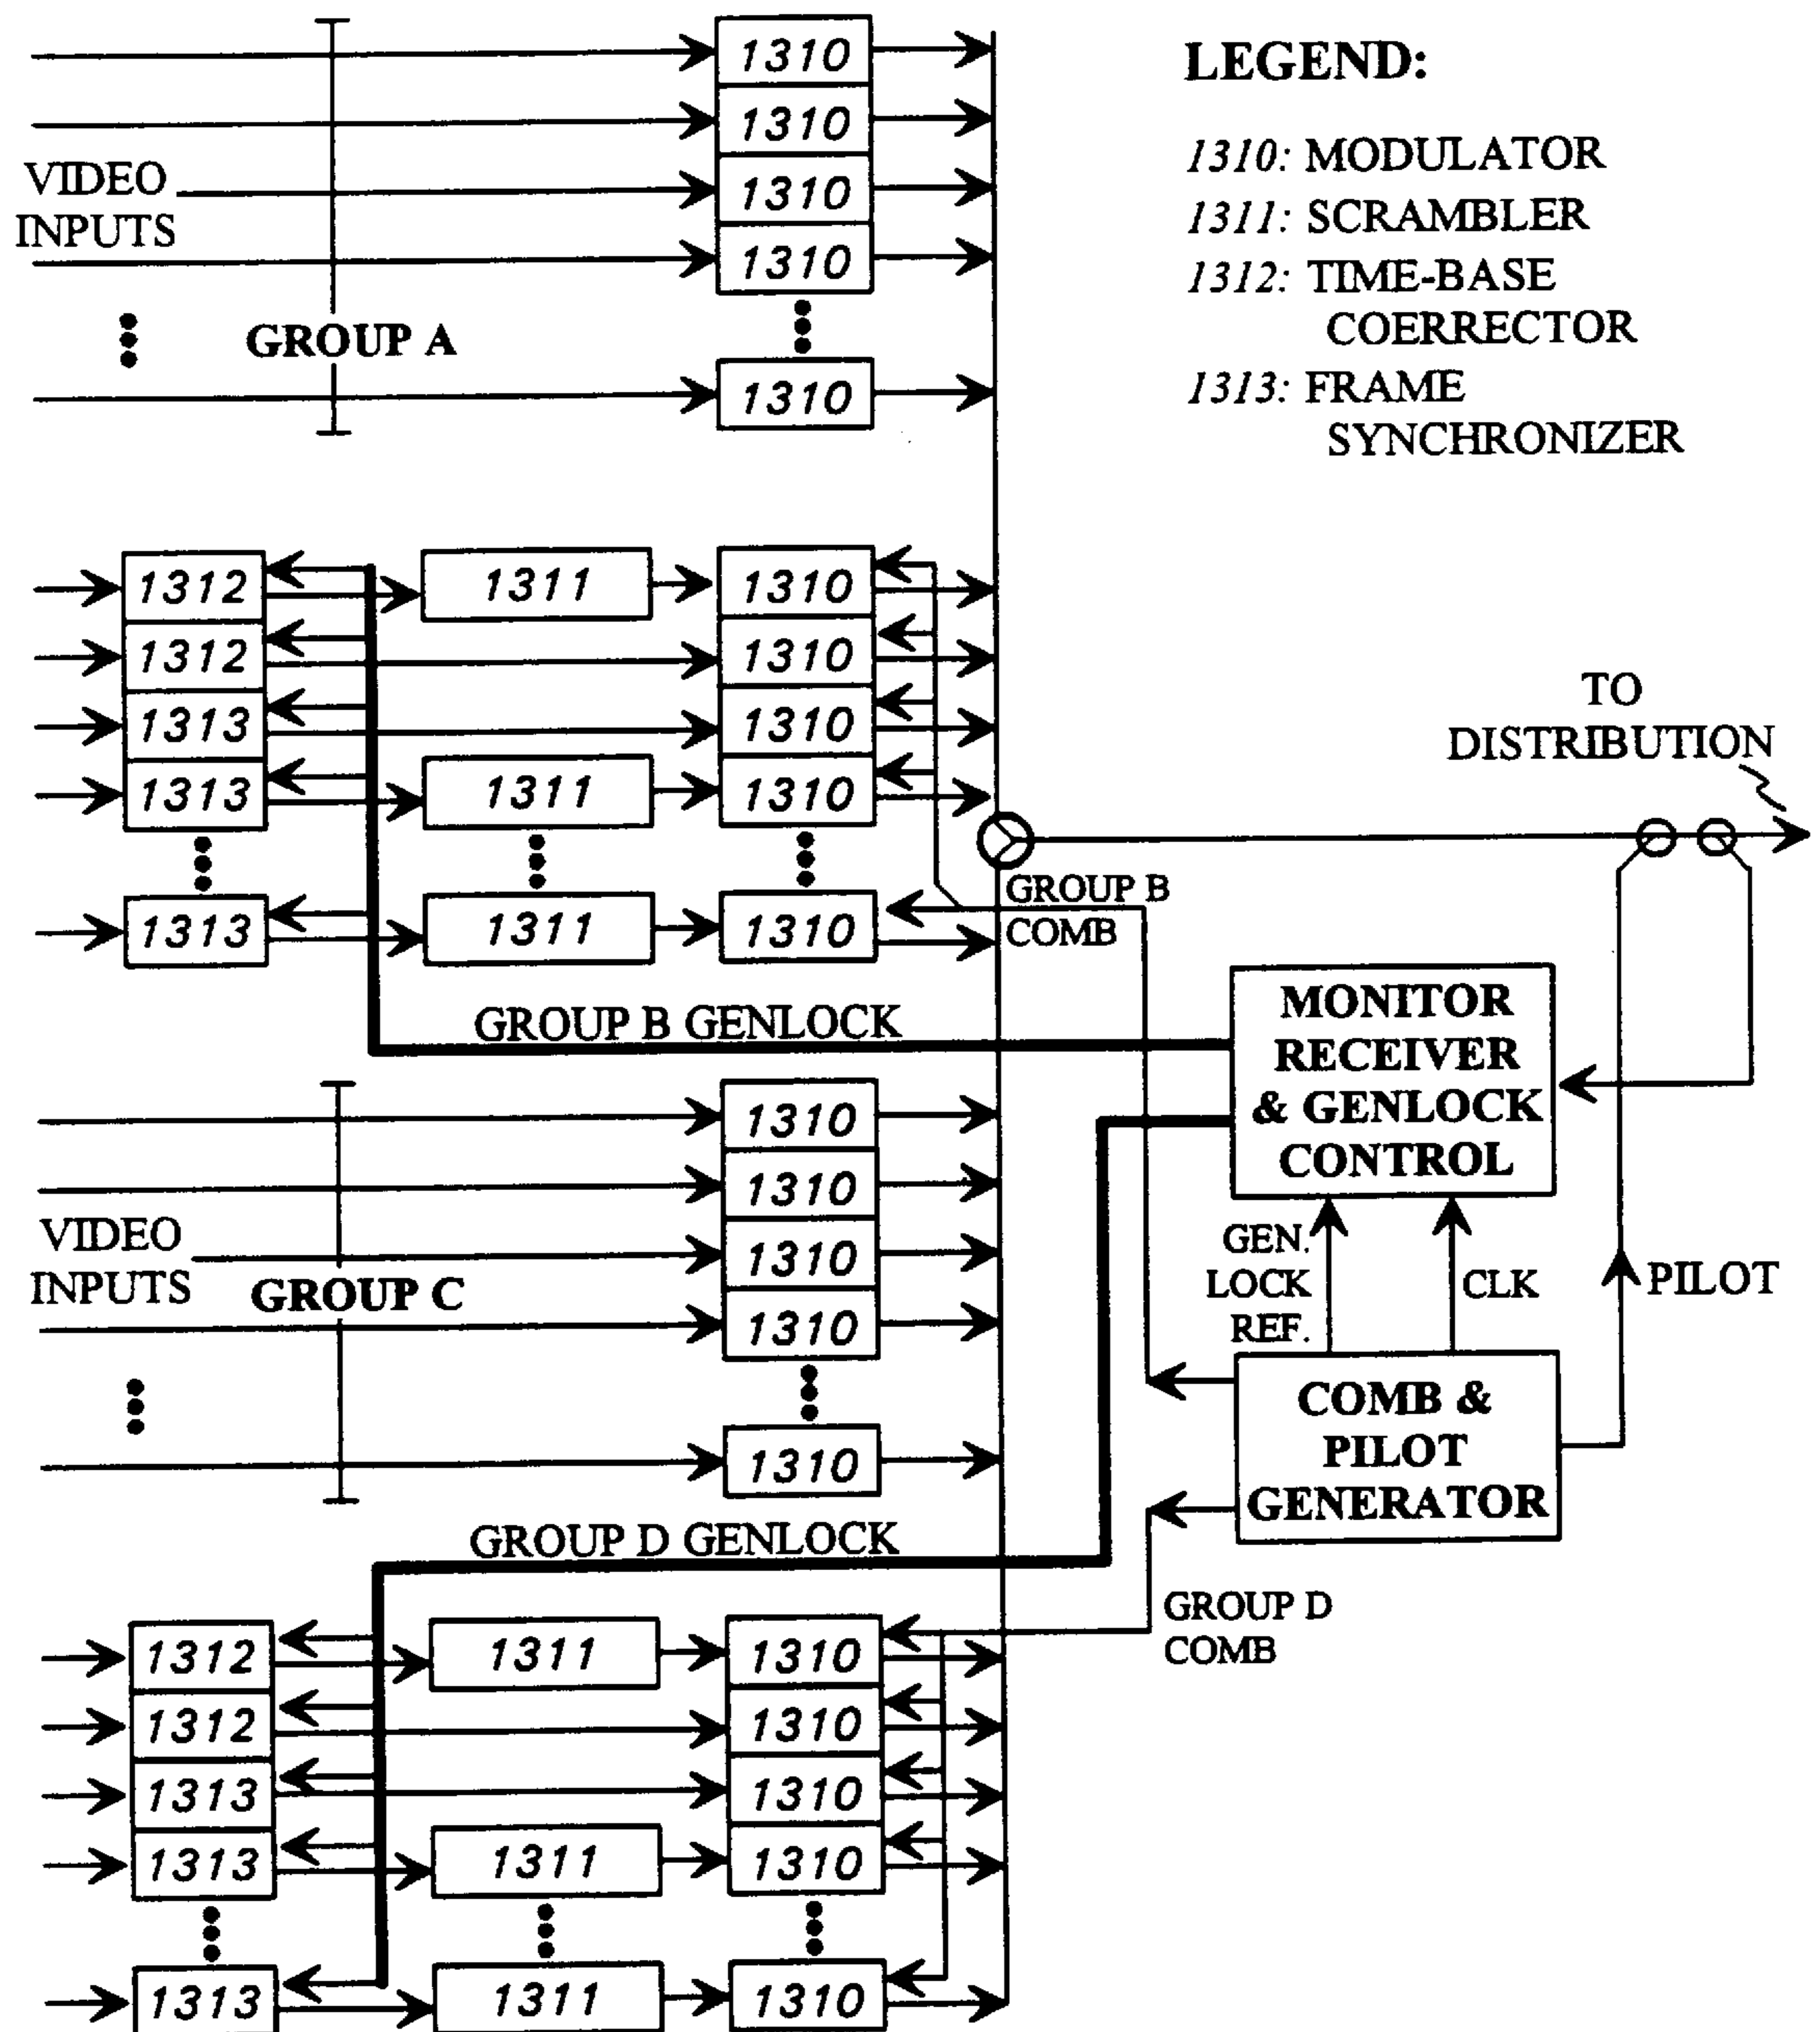 1310
LEGEND:
1310
1310: MODULATOR
VIDEO
INPUTS
1310
1311: SCRAMBLER
1310
1312: TIME-BASE
COERRECTOR
GROUP A
1310
1313: FRAME
SYNCHRONIZER
1312
1311
1310
1312
1310
1313
1310
TO
DISTRIBUTION
1313
1311
1310
GROUP B
COMB
1313
1311
1310
GROUP B GENLOCK
MONITOR
RECEIVER
& GENLOCK
CONTROL
1310
1310
VIDEO
INPUTS
1310
GROUP C
1310
GEN.
LOCK
REF.
CLK
PILOT
1310
COMB &
PILOT
GENERATOR
GROUP D GENLOCK
GROUP D
COMB
1312
1311
1310
1312
1310
1313
1310
1313
1311
1310
1313
1311
1310